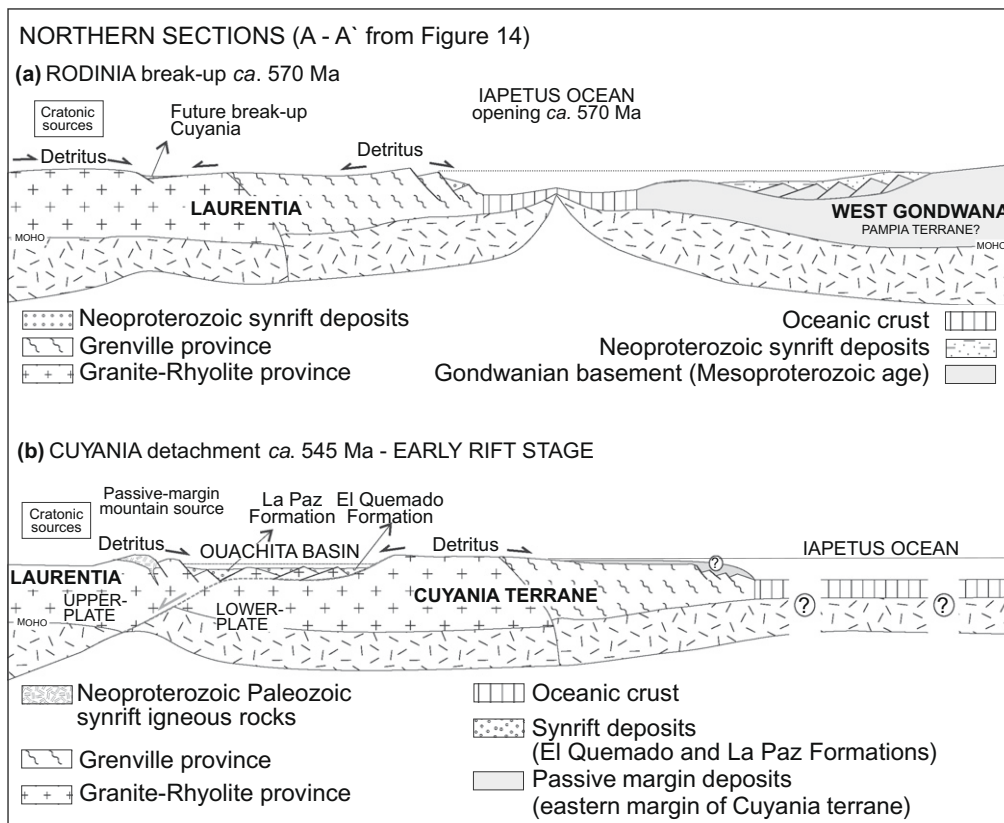 NORTHERN SECTIONS (A - A` from Figure 14)
(a) RODINIA break-up ca. 570 Ma
IAPETUS OCEAN
opening ca. 570 Ma
Cratonic
sources
Future break-up
Cuyania
Detritus
Detritus
LAURENTIA
WEST GONDWANA
PAMPIA TERRANE?
MOHO
MOHO
Neoproterozoic synrift deposits
Grenville province
Granite-Rhyolite province
Oceanic crust
Neoproterozoic synrift deposits
Gondwanian basement (Mesoproterozoic age)
(b) CUYANIA detachment ca. 545 Ma - EARLY RIFT STAGE
Cratonic
sources
Passive-margin
mountain source
La Paz
Formation
El Quemado
Formation
Detritus
OUACHITA BASIN
Detritus
IAPETUS OCEAN
?
LAURENTIA
UPPER-
PLATE
LOWER-
PLATE
CUYANIA TERRANE
MOHO
?
?
Neoproterozoic Paleozoic
synrift igneous rocks
Grenville province
Granite-Rhyolite province
Oceanic crust
Synrift deposits
(El Quemado and La Paz Formations)
Passive margin deposits
(eastern margin of Cuyania terrane)